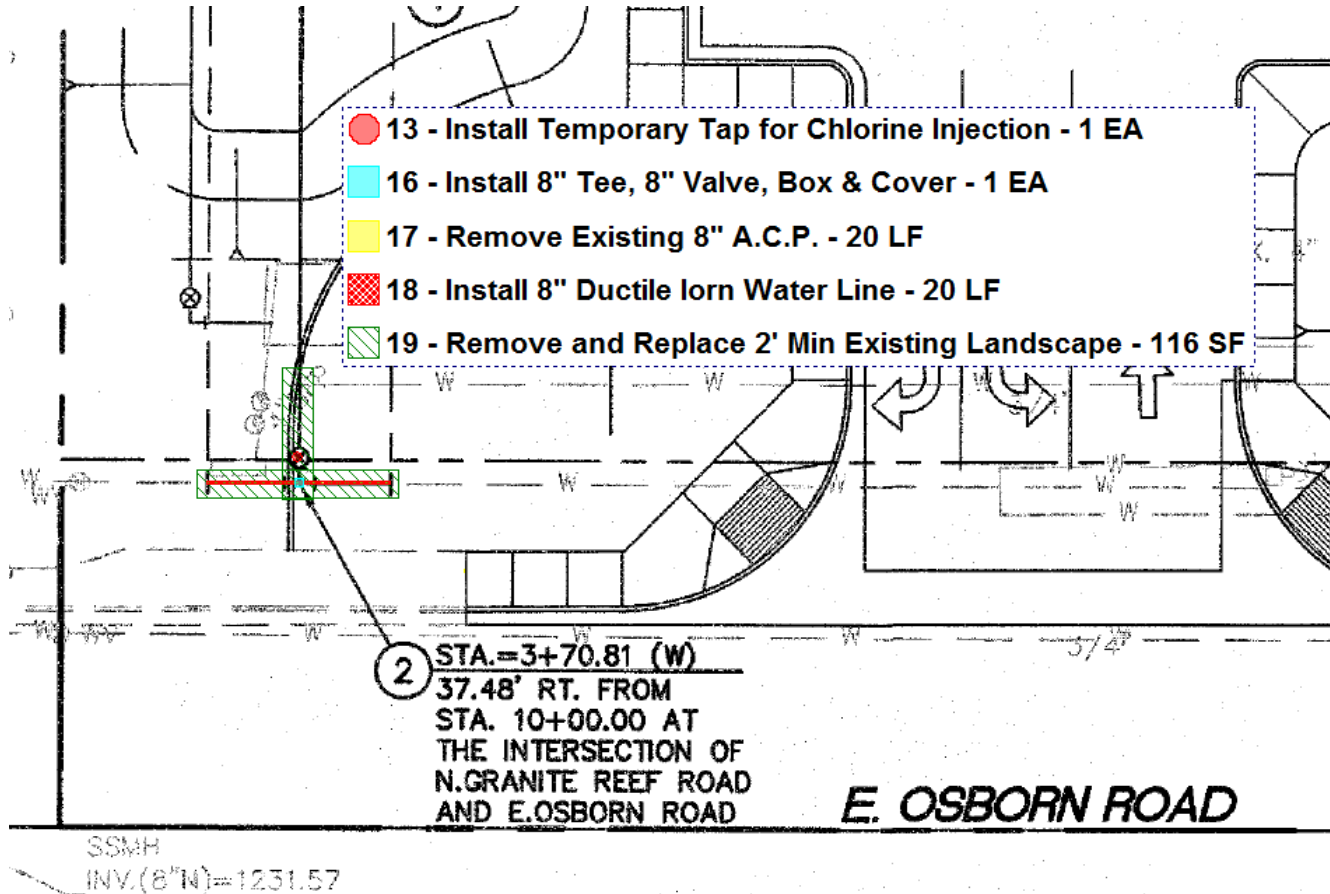 13 - Install Temporary Tap for Chlorine Injection - 1 EA
16 - Install 8" Tee, 8" Valve, Box & Cover - 1 EA
17 - Remove Existing 8" A.C.P. - 20 LF
18 - Install 8" Ductile Iorn Water Line - 20 LF
19 - Remove and Replace 2' Min Existing Landscape - 116 SF
W W W
W W W W W
W
W W W W
3/4"
2
STA.=3+70.81 (W)
37.48' RT. FROM
STA. 10+00.00 AT
THE INTERSECTION OF
N.GRANITE REEF ROAD
AND E.OSBORN ROAD
E. OSBORN ROAD
SSMH
INV.(8"N)=1231.57